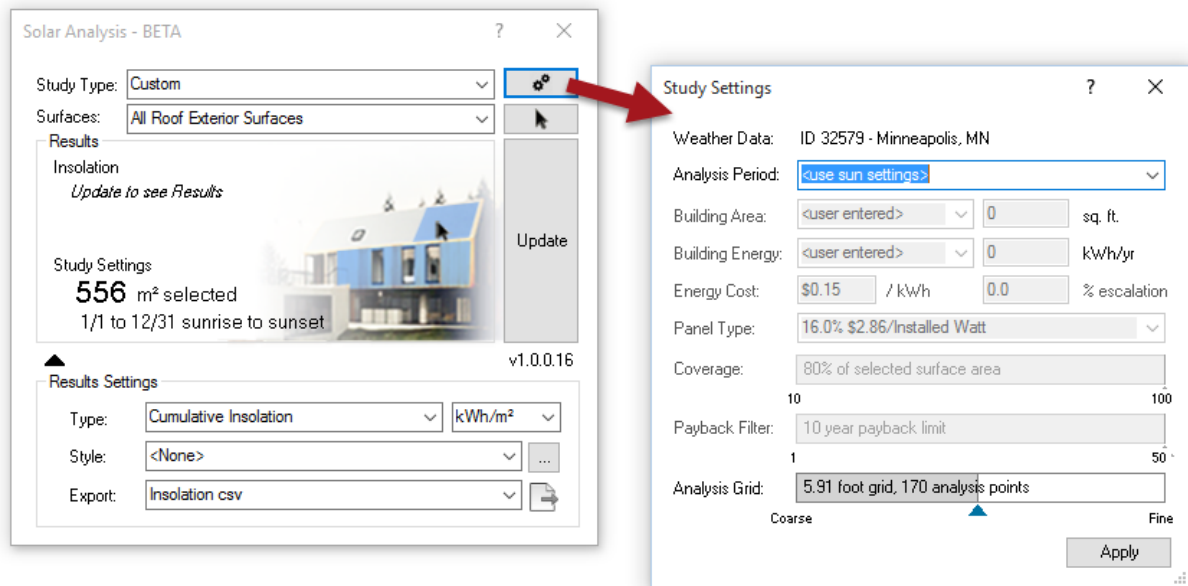 Solar Analysis - BETA
?
Study Type: Custom
Surfaces: All Roof Exterior Surfaces
Results
Insolation
Update to see Results
Update
Study Settings
556 m² selected
1/1 to 12/31 sunrise to sunset
v1.0.0.16
Results Settings
Type: Cumulative Insolation kWh/m²
Style: <None> ...
Export: Insolation csv
Study Settings
?
Weather Data: ID 32579 - Minneapolis, MN
Analysis Period: <use sun settings>
Building Area: <user entered> 0 sq. ft.
Building Energy: <user entered> 0 kWh/yr
Energy Cost: $0.15 / kWh 0.0 % escalation
Panel Type: 16.0% $2.86/Installed Watt
Coverage: 80% of selected surface area
10 100
Payback Filter: 10 year payback limit
1 50
Analysis Grid: 5.91 foot grid, 170 analysis points
Coarse Fine
Apply